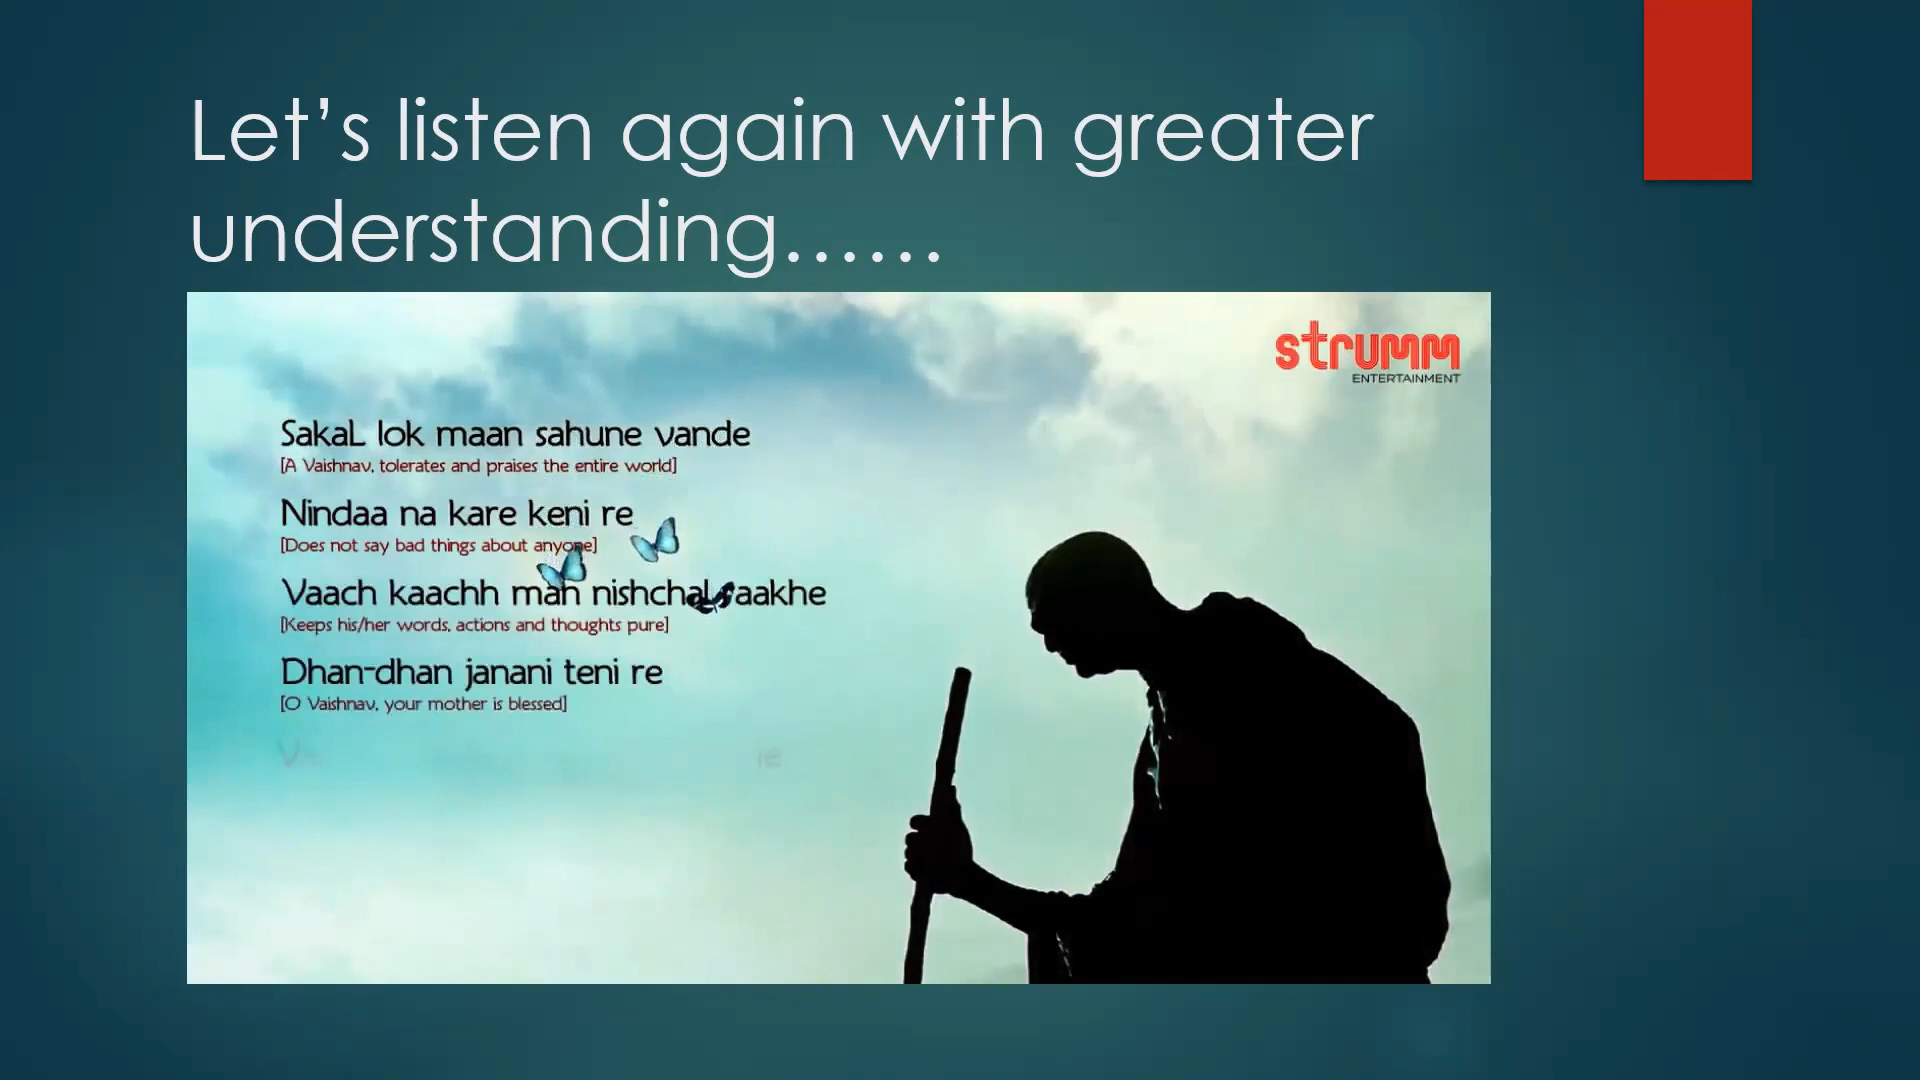 Let's listen again with greater
understanding......
strumm
ENTERTAINMENT
SakaL lok maan sahune vande
[A Vaishnav, tolerates and praises the entire world]
Nindaa na kare keni re
[Does not say bad things about anyone]
Vaach kaachh man nishchal raakhe
[Keeps his/her words, actions and thoughts pure]
Dhan-dhan janani teni re
[O Vaishnav, your mother is blessed]